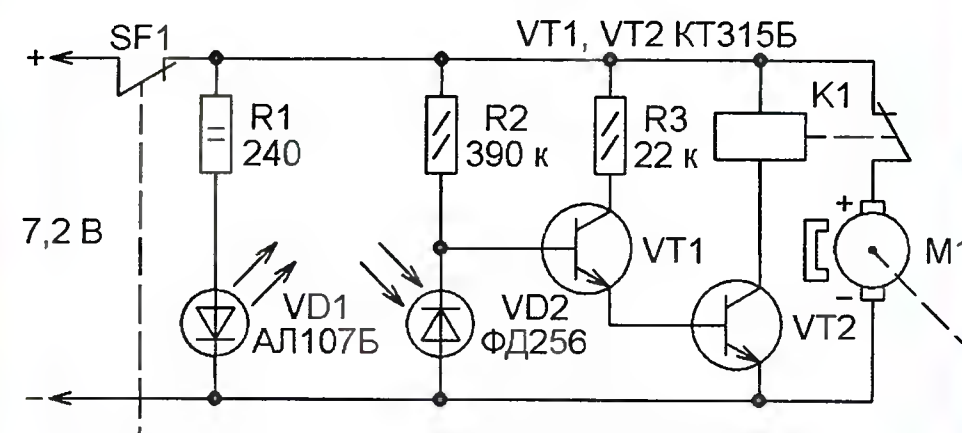 SF1
VT1, VT2 КТ315Б
+
R1
240
R2
390 к
R3
22 к
K1
7,2 В
VD1
АЛ107Б
VD2
ФД256
VT1
VT2
+
M1
−
−